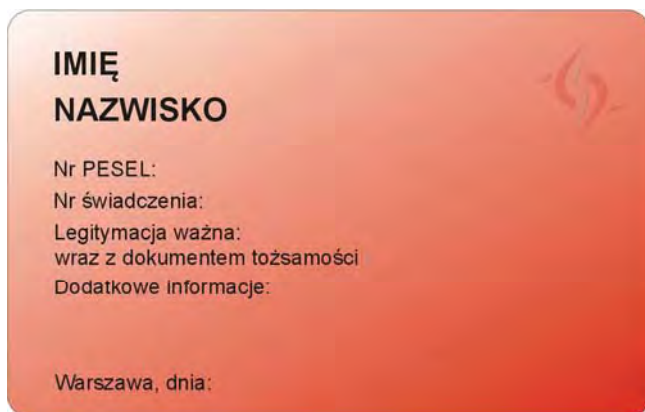 IMIĘ
NAZWISKO
Nr PESEL:
Nr świadczenia:
Legitymacja ważna:
wraz z dokumentem tożsamości
Dodatkowe informacje:
Warszawa, dnia: